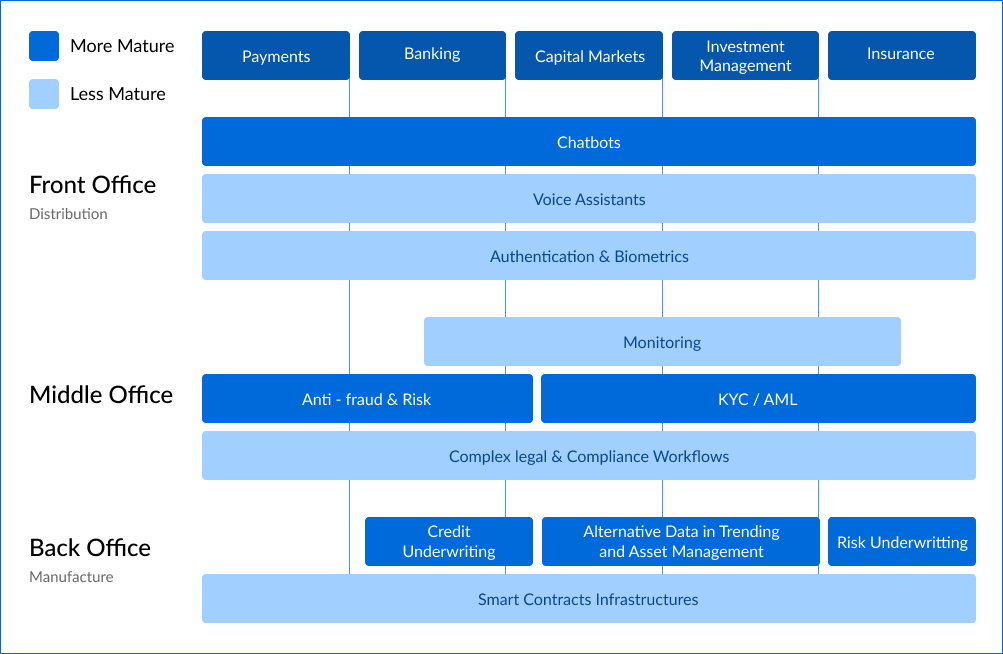 More Mature
Less Mature
Payments
Banking
Capital Markets
Investment
Management
Insurance
Front Office
Distribution
Chatbots
Voice Assistants
Authentication & Biometrics
Middle Office
Monitoring
Anti - fraud & Risk
KYC / AML
Complex legal & Compliance Workflows
Back Office
Manufacture
Credit
Underwriting
Alternative Data in Trending
and Asset Management
Risk Underwritting
Smart Contracts Infrastructures